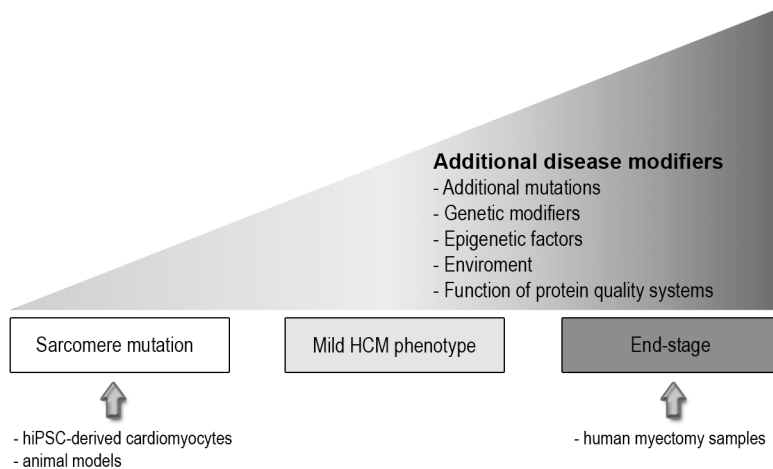 Additional disease modifiers
- Additional mutations
- Genetic modifiers
- Epigenetic factors
- Enviroment
- Function of protein quality systems
Sarcomere mutation
Mild HCM phenotype
End-stage
- hiPSC-derived cardiomyocytes
- animal models
- human myectomy samples